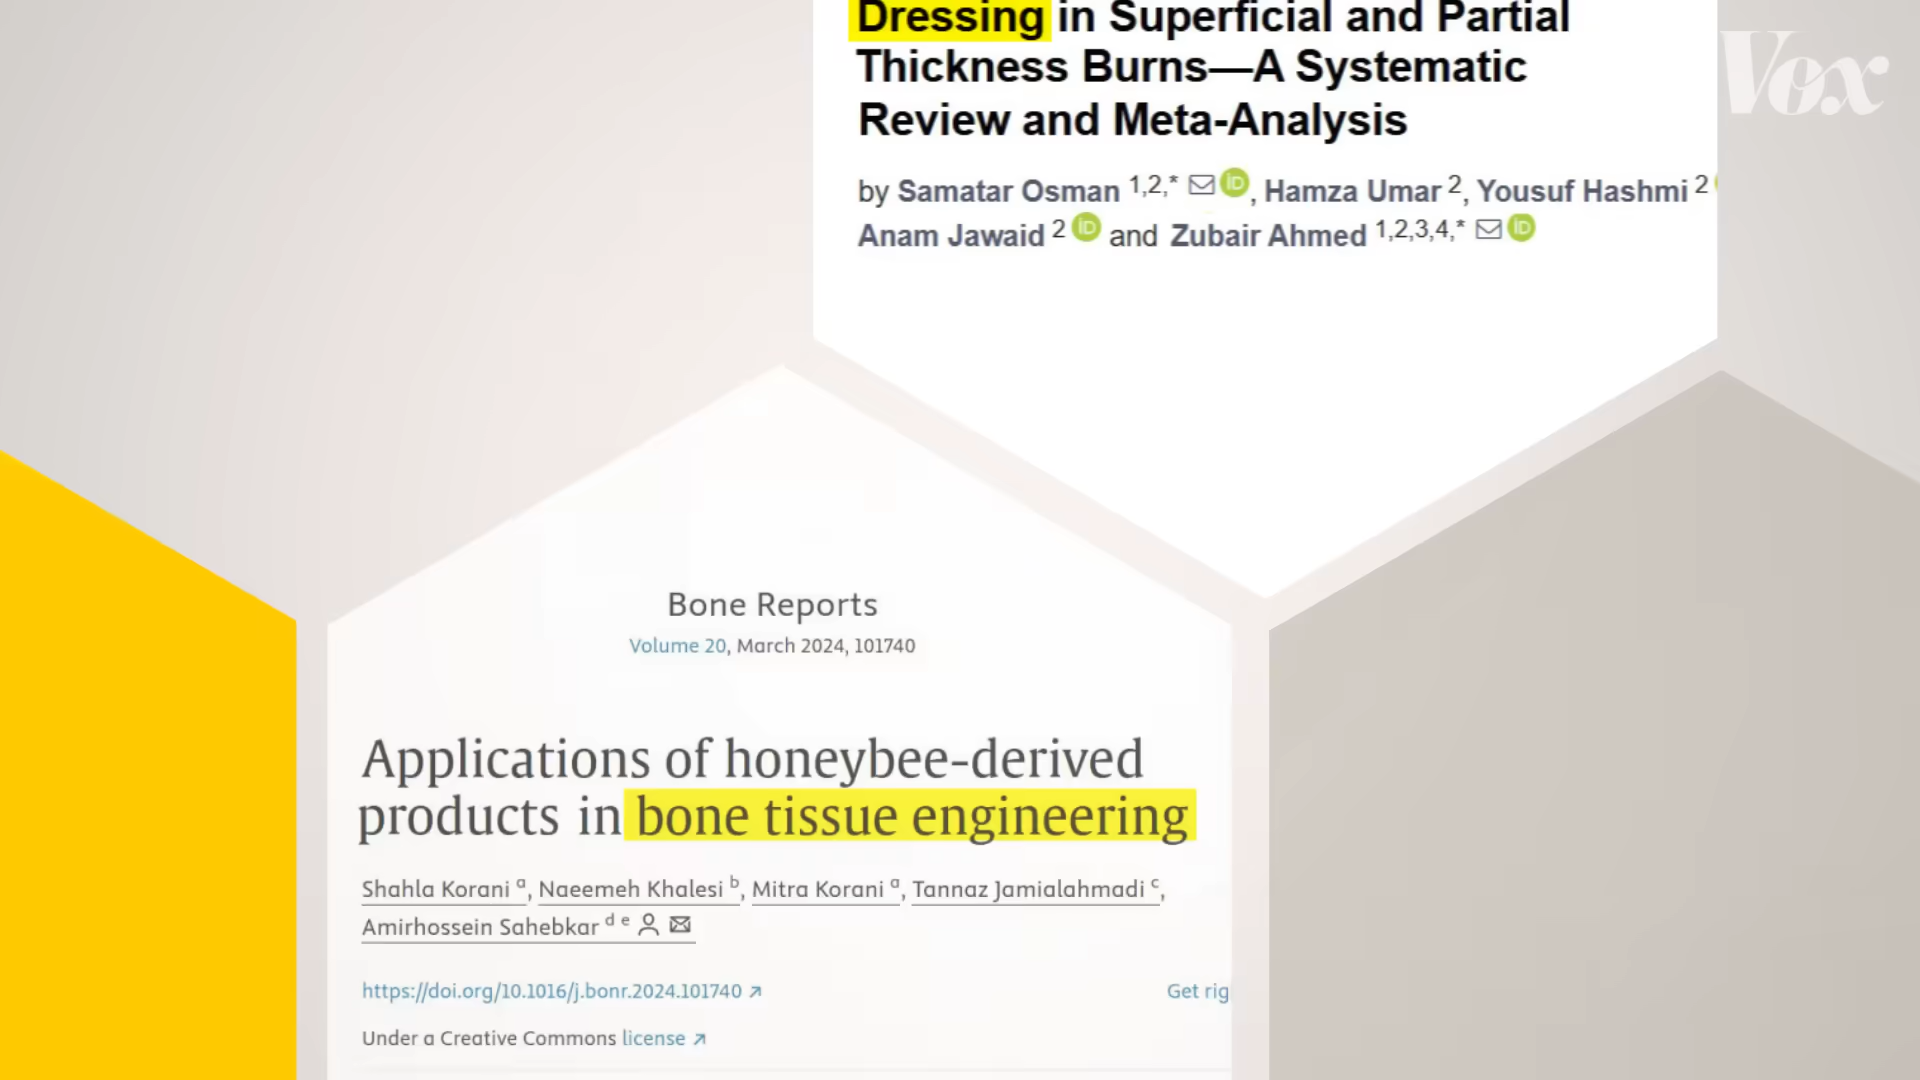 Dressing in Superficial and Partial
Thickness Burns—A Systematic
Review and Meta-Analysis
Vox
by Samatar Osman 1,2,* iD, Hamza Umar 2, Yousuf Hashmi 2
Anam Jawaid 2 iD and Zubair Ahmed 1,2,3,4,* iD
Bone Reports
Volume 20, March 2024, 101740
Applications of honeybee-derived
products in bone tissue engineering
Shahla Korani a, Naeemeh Khalesi b, Mitra Korani a, Tannaz Jamialahmadi c,
Amirhossein Sahebkar d e
https://doi.org/10.1016/j.bonr.2024.101740 ↗
Get rig
Under a Creative Commons license ↗